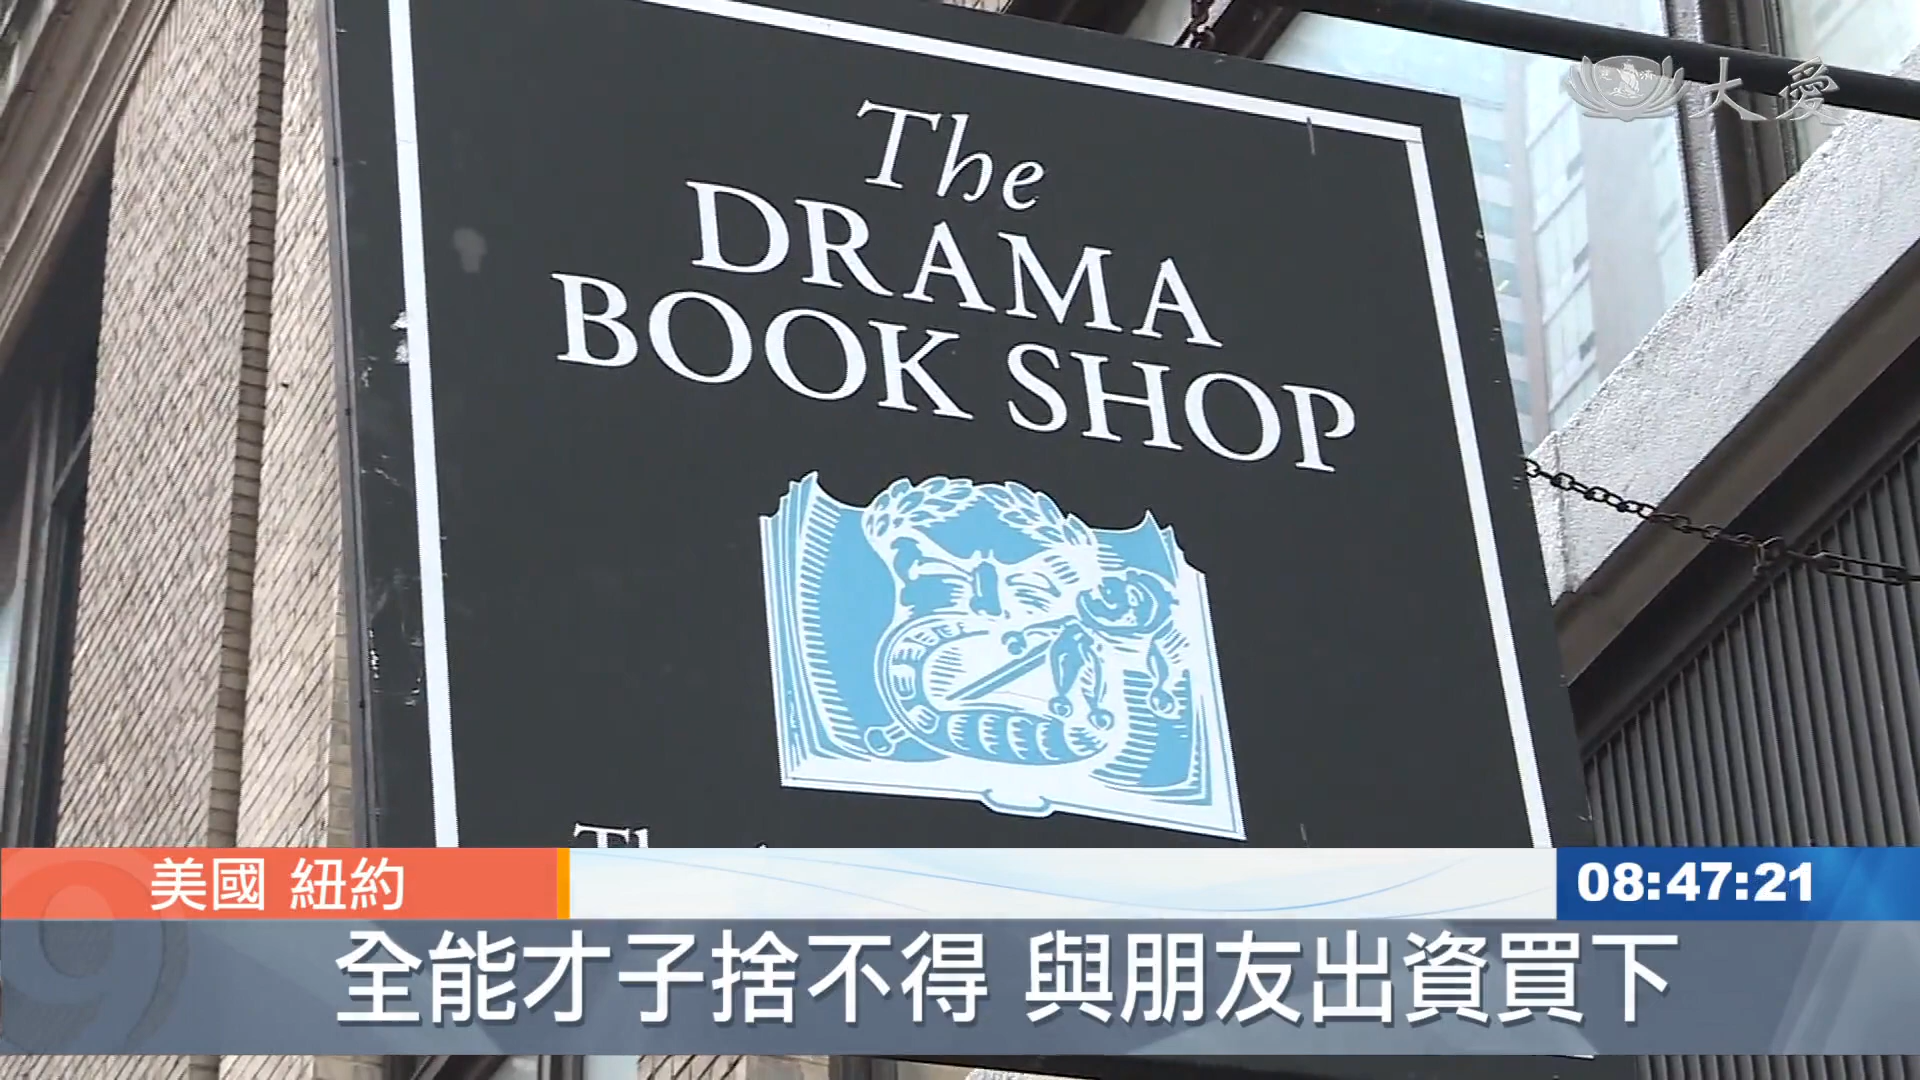 大愛
The
DRAMA
BOOK SHOP
美國 紐約
08:47:21
全能才子捨不得 與朋友出資買下